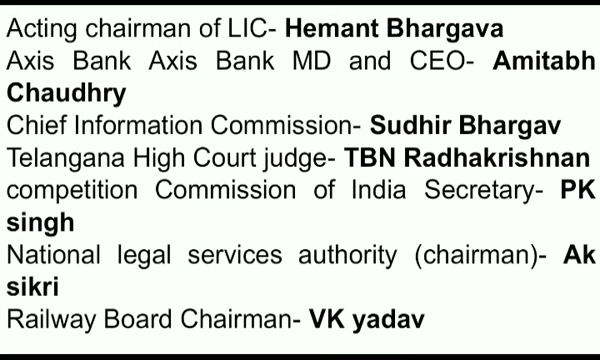 Acting chairman of LIC- Hemant Bhargava
Axis Bank Axis Bank MD and CEO- Amitabh
Chaudhry
Chief Information Commission- Sudhir Bhargav
Telangana High Court judge- TBN Radhakrishnan
competition Commission of India Secretary- PK
singh
National legal services authority (chairman)- Ak
sikri
Railway Board Chairman- VK yadav